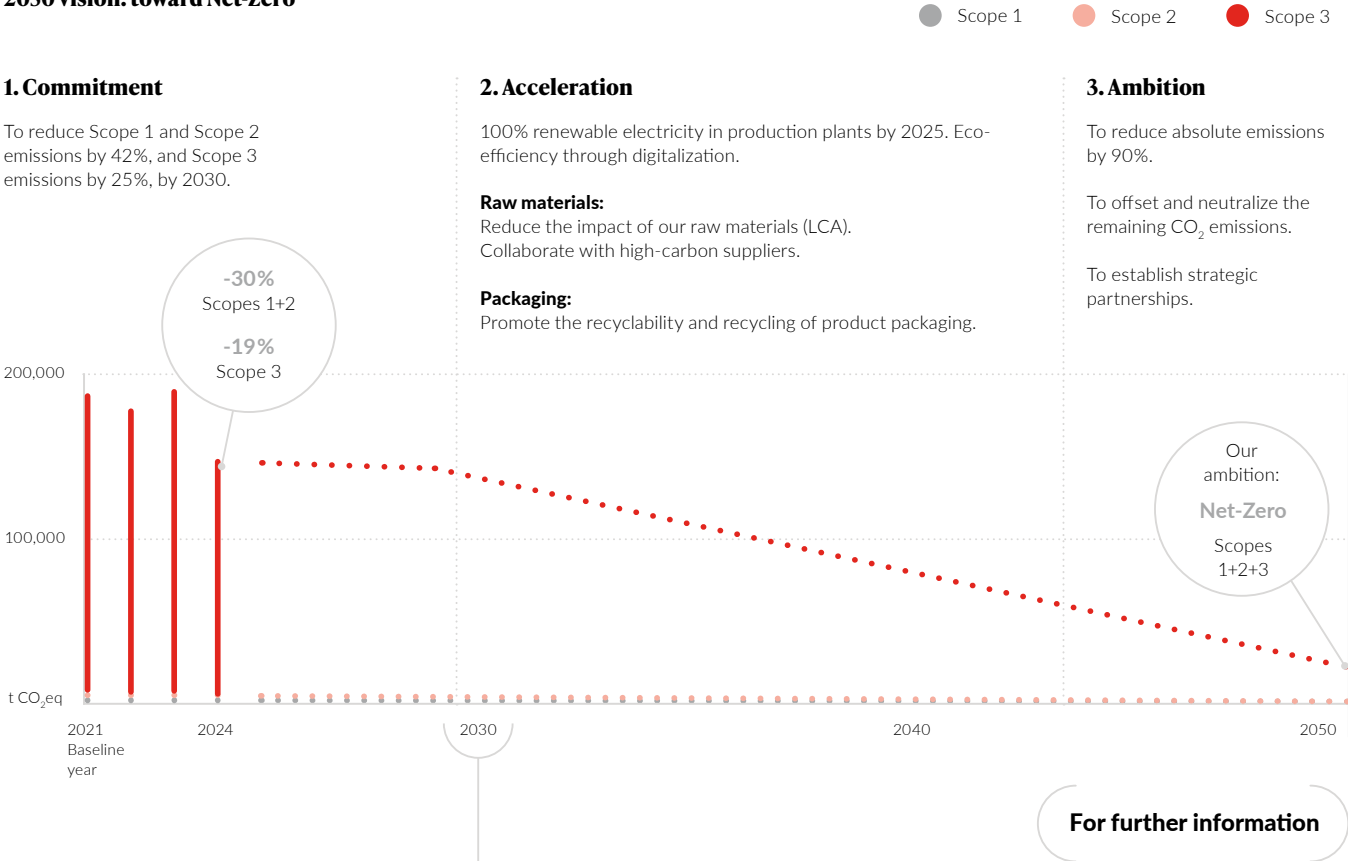 2050 vision: toward Net-Zero
Scope 1
Scope 2
Scope 3
1. Commitment
To reduce Scope 1 and Scope 2
emissions by 42%, and Scope 3
emissions by 25%, by 2030.
2. Acceleration
100% renewable electricity in production plants by 2025. Eco-
efficiency through digitalization.
Raw materials:
Reduce the impact of our raw materials (LCA).
Collaborate with high-carbon suppliers.
Packaging:
Promote the recyclability and recycling of product packaging.
3. Ambition
To reduce absolute emissions
by 90%.
To offset and neutralize the
remaining CO₂ emissions.
To establish strategic
partnerships.
-30%
Scopes 1+2
-19%
Scope 3
200,000
100,000
t CO₂eq
Our
ambition:
Net-Zero
Scopes
1+2+3
2021
Baseline
year
2024
2030
2040
2050
For further information